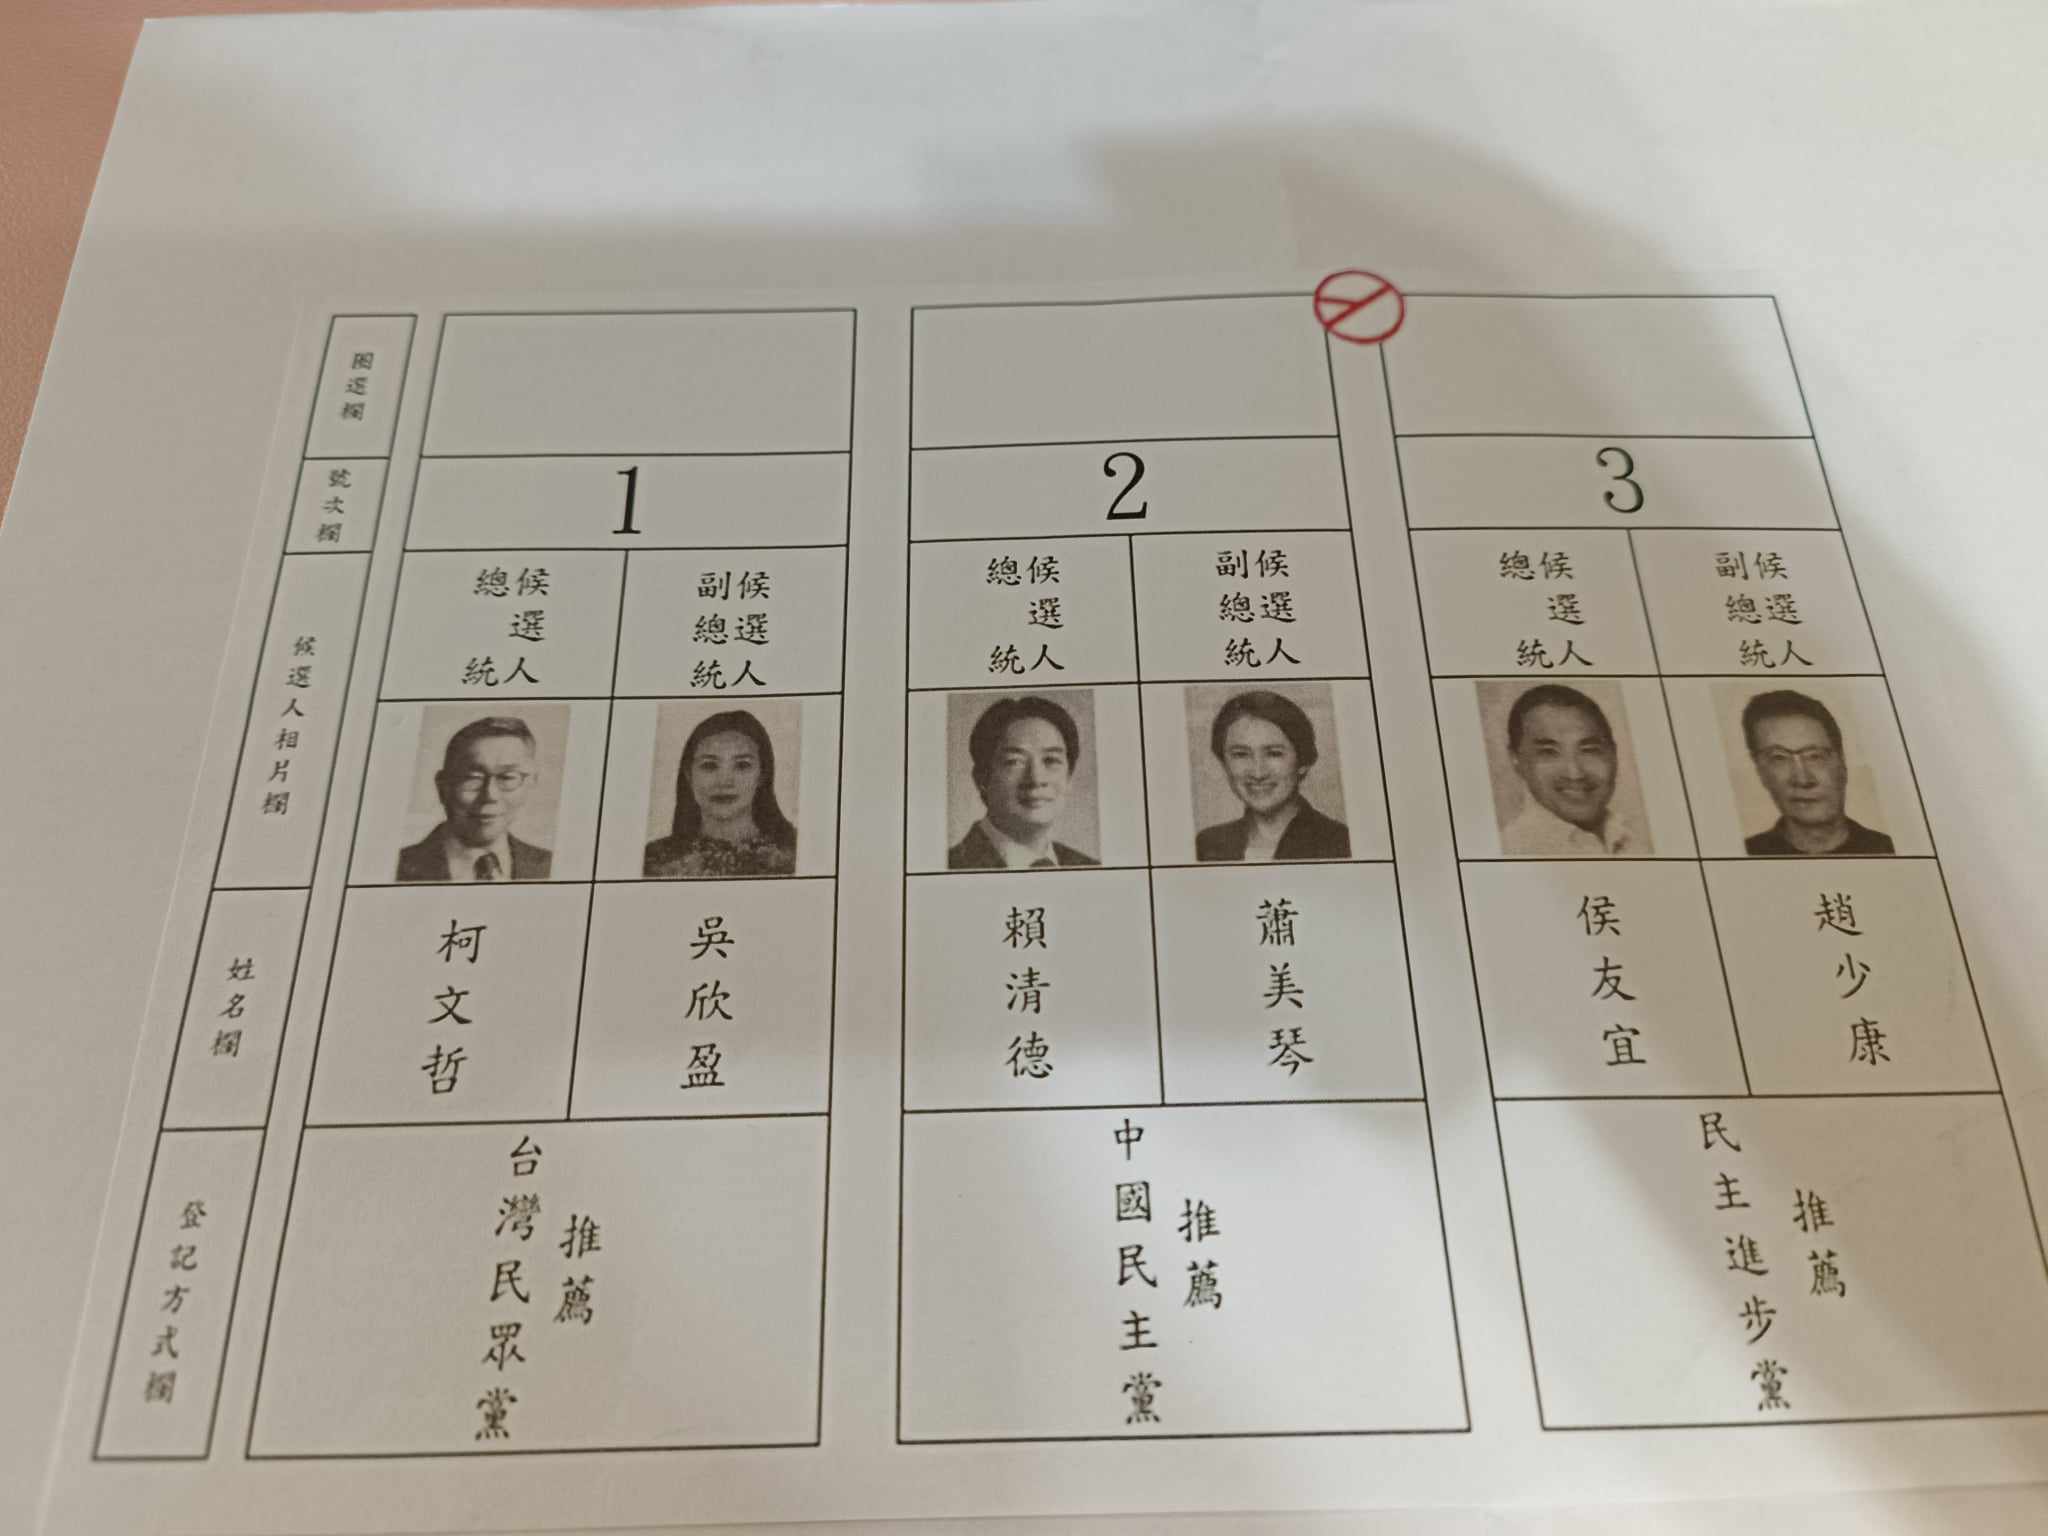 圈選欄
1
2
3
號次欄
總統候選人
副總統候選人
總統候選人
副總統候選人
總統候選人
副總統候選人
候選人相片欄
姓名欄
柯文哲
吳欣盈
賴清德
蕭美琴
侯友宜
趙少康
登記方式欄
台灣民眾黨
推薦
中國民主黨
推薦
民主進步黨
推薦